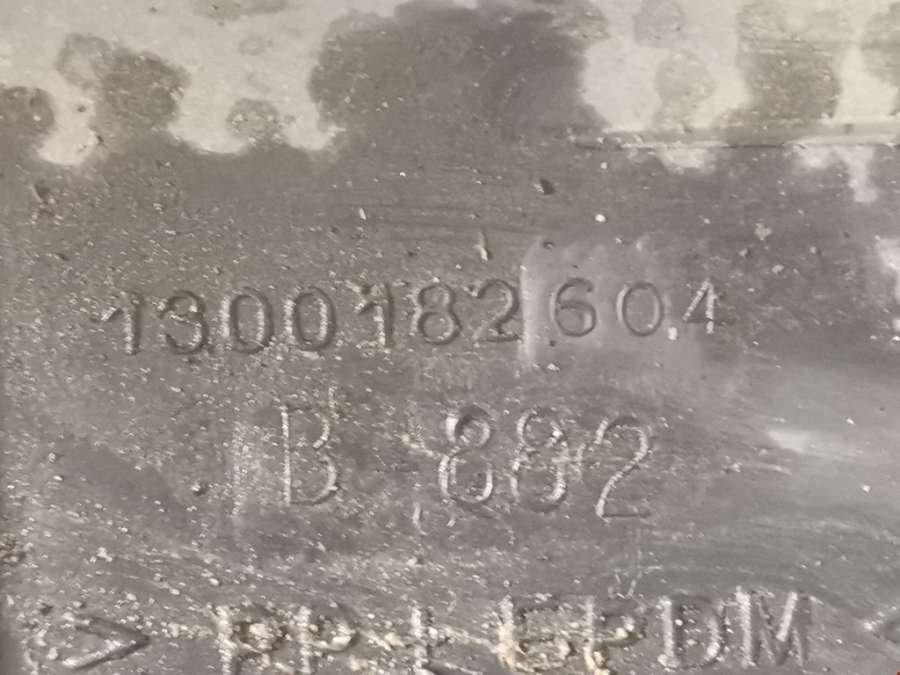 1300182604
B 882
> PP + EPDM <